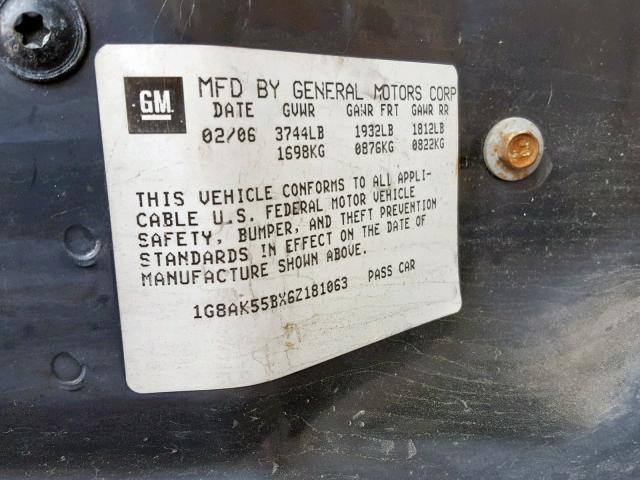 GM
MFD BY GENERAL MOTORS CORP
DATE GVWR GAWR FRT GAWR RR
02/06 3744LB 1932LB 1812LB
1698KG 0876KG 0822KG
THIS VEHICLE CONFORMS TO ALL APPLI-
CABLE U.S. FEDERAL MOTOR VEHICLE
SAFETY, BUMPER, AND THEFT PREVENTION
STANDARDS IN EFFECT ON THE DATE OF
MANUFACTURE SHOWN ABOVE.
1G8AK55BX6Z181063 PASS CAR